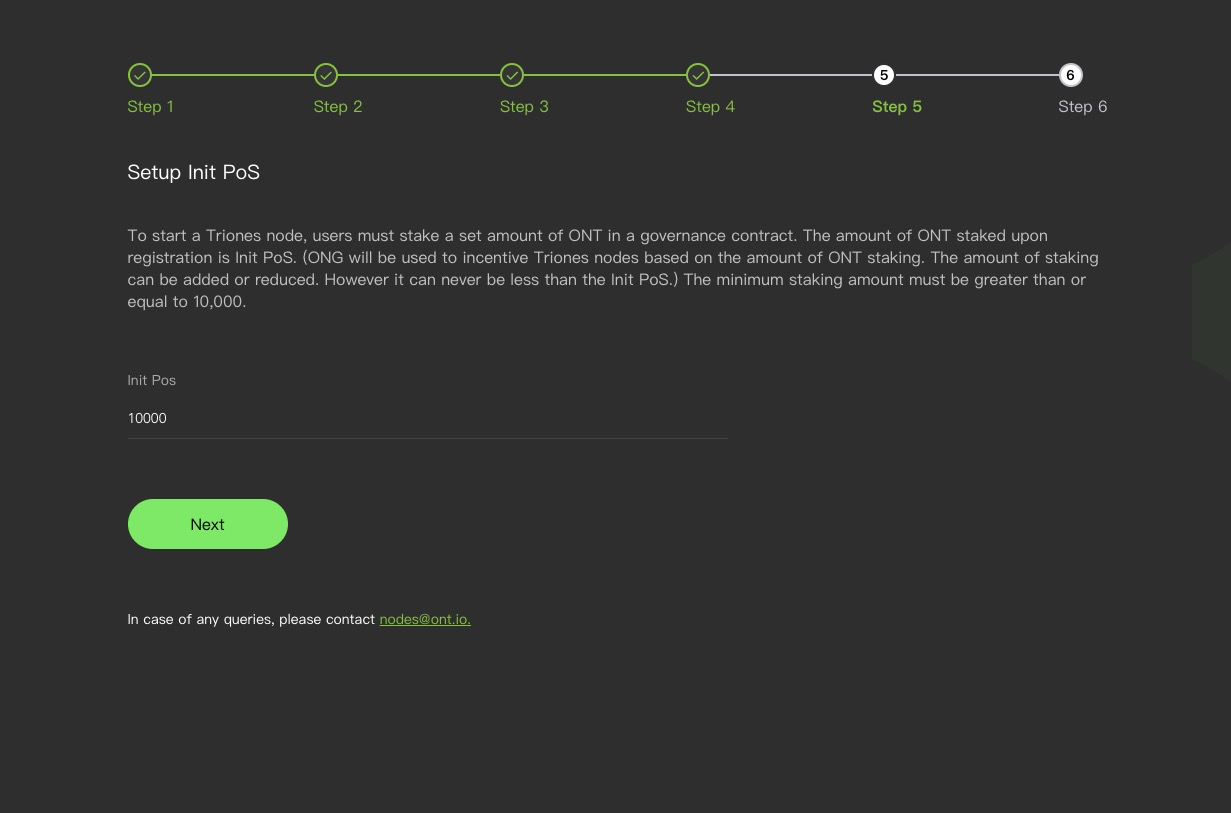 5
6
Step 1
Step 2
Step 3
Step 4
Step 5
Step 6
Setup Init PoS
To start a Triones node, users must stake a set amount of ONT in a governance contract. The amount of ONT staked upon
registration is Init PoS. (ONG will be used to incentive Triones nodes based on the amount of ONT staking. The amount of staking
can be added or reduced. However it can never be less than the Init PoS.) The minimum staking amount must be greater than or
equal to 10,000.
Init Pos
10000
Next
In case of any queries, please contact nodes@ont.io.